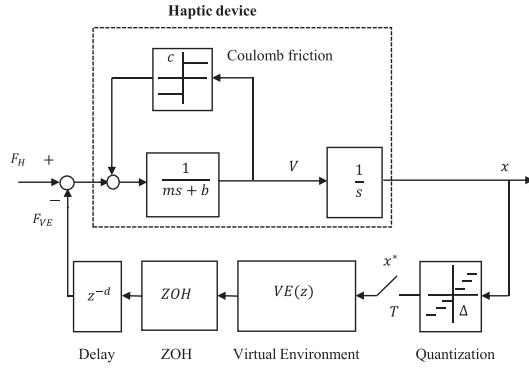 Haptic device
c
Coulomb friction
F_H
+
1
ms + b
V
1
s
x
−
F_VE
z^{-d}
ZOH
VE(z)
x*
T
Δ
Delay
ZOH
Virtual Environment
Quantization